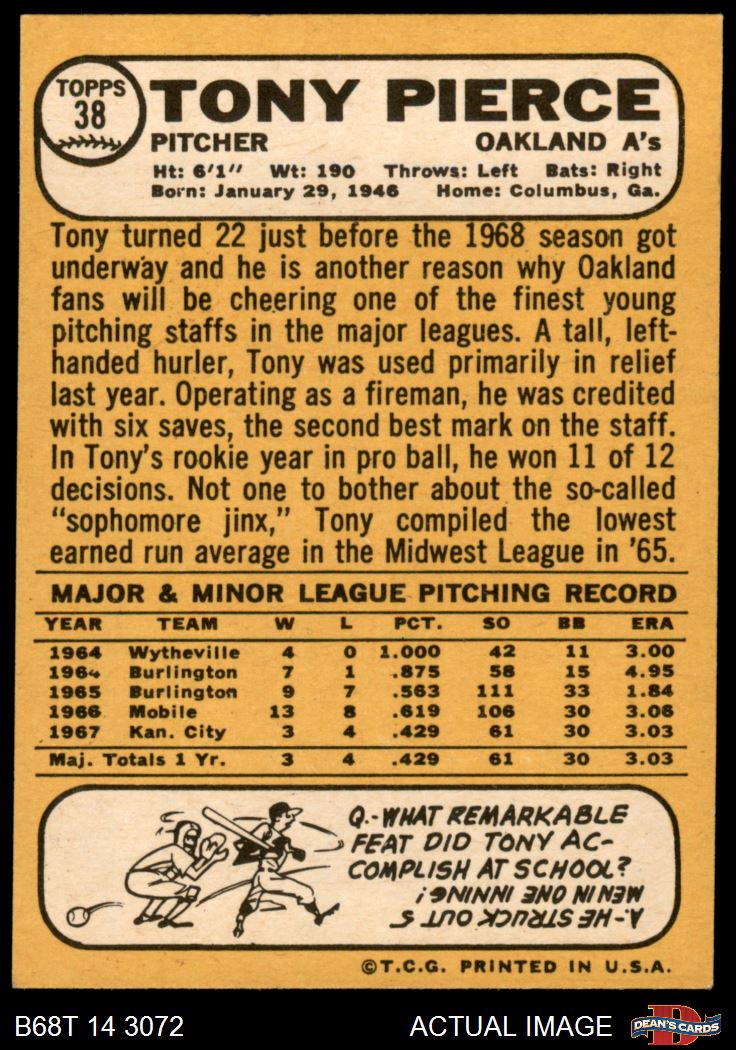 TOPPS
38
TONY PIERCE
PITCHER OAKLAND A's
Ht: 6'1" Wt: 190 Throws: Left Bats: Right
Born: January 29, 1946 Home: Columbus, Ga.
Tony turned 22 just before the 1968 season got
underway and he is another reason why Oakland
fans will be cheering one of the finest young
pitching staffs in the major leagues. A tall, left-
handed hurler, Tony was used primarily in relief
last year. Operating as a fireman, he was credited
with six saves, the second best mark on the staff.
In Tony's rookie year in pro ball, he won 11 of 12
decisions. Not one to bother about the so-called
"sophomore jinx," Tony compiled the lowest
earned run average in the Midwest League in '65.
MAJOR & MINOR LEAGUE PITCHING RECORD
YEAR TEAM W L PCT. SO BB ERA
1964 Wytheville 4 0 1.000 42 11 3.00
1964 Burlington 7 1 .875 58 15 4.95
1965 Burlington 9 7 .563 111 33 1.84
1966 Mobile 13 8 .619 106 30 3.06
1967 Kan. City 3 4 .429 61 30 3.03
Maj. Totals 1 Yr. 3 4 .429 61 30 3.03
Q.-WHAT REMARKABLE
FEAT DID TONY AC-
COMPLISH AT SCHOOL?
A-HE STRUCK OUT 5
MEN IN ONE INNING!
©T.C.G. PRINTED IN U.S.A.
B68T 14 3072 ACTUAL IMAGE
D
DEAN'S CARDS